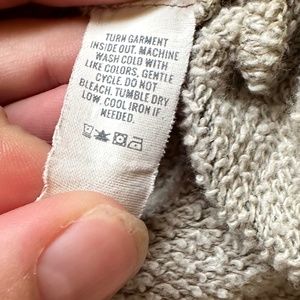 TURN GARMENT
INSIDE OUT. MACHINE
WASH COLD WITH
LIKE COLORS, GENTLE
CYCLE. DO NOT
BLEACH. TUMBLE DRY
LOW. COOL IRON IF
NEEDED.